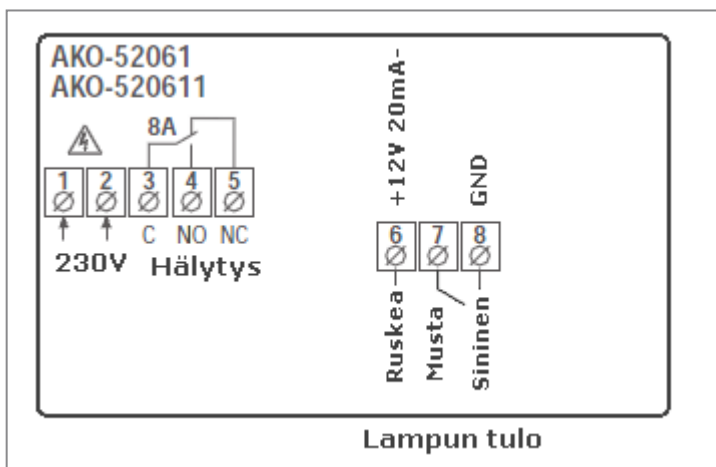 AKO-52061
AKO-520611
8A
1 2 3 4 5
C NO NC
230V Hälytys
+12V 20mA-
GND
6 7 8
Ruskea
Musta
Sininen
Lampun tulo